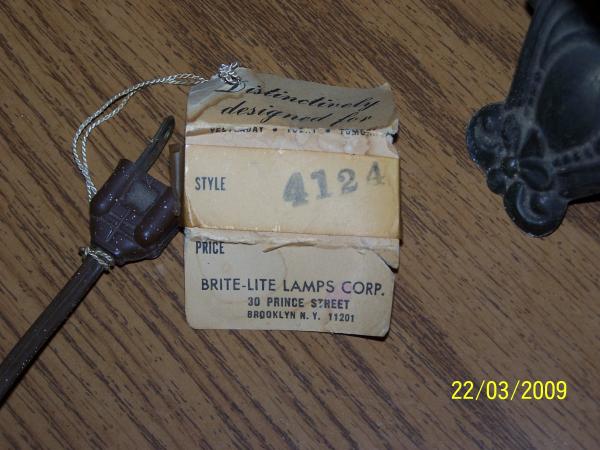 Distinctively
designed for
YESTERDAY • TODAY • TOMO
STYLE 4124
PRICE
BRITE-LITE LAMPS CORP.
30 PRINCE STREET
BROOKLYN N. Y. 11201
22/03/2009